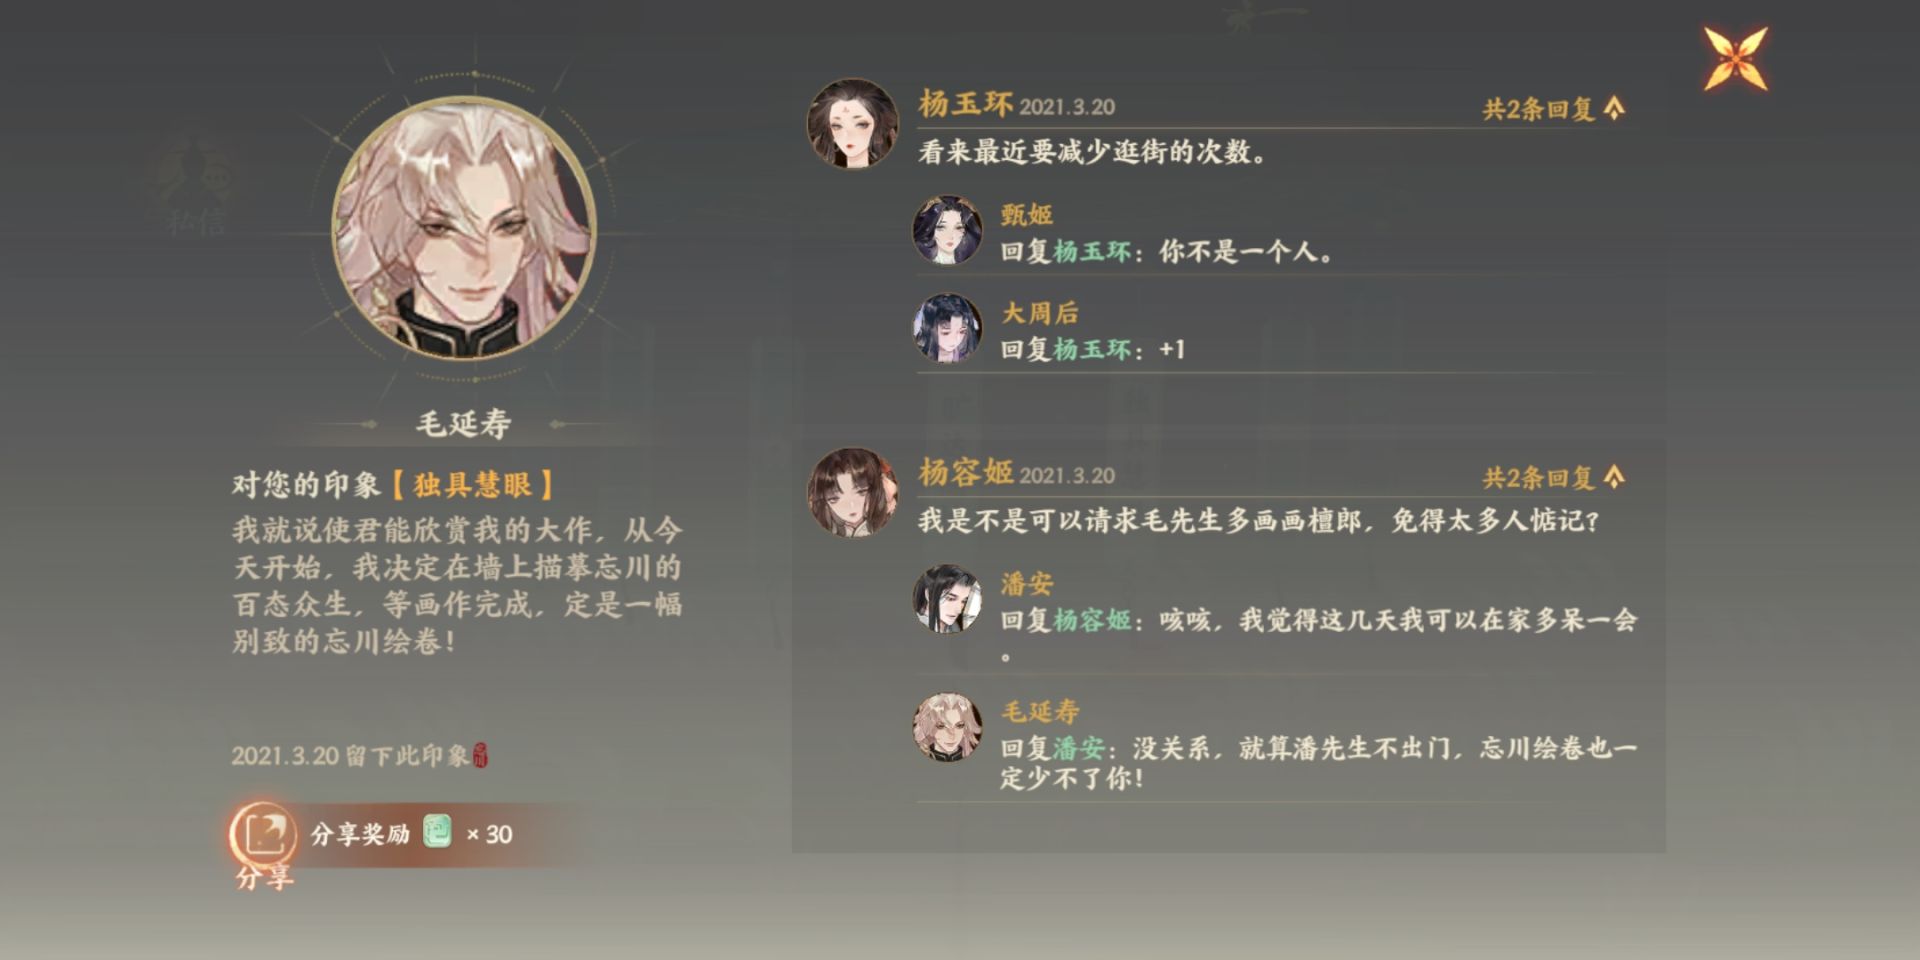 私信
毛延寿
对您的印象【独具慧眼】
我就说使君能欣赏我的大作，从今
天开始，我决定在墙上描摹忘川的
百态众生，等画作完成，定是一幅
别致的忘川绘卷！
2021.3.20 留下此印象
忘川
分享奖励 × 30
分享
杨玉环 2021.3.20 共2条回复
看来最近要减少逛街的次数。
甄姬
回复杨玉环：你不是一个人。
大周后
回复杨玉环：+1
杨容姬 2021.3.20 共2条回复
我是不是可以请求毛先生多画画檀郎，免得太多人惦记？
潘安
回复杨容姬：咳咳，我觉得这几天我可以在家多呆一会
。
毛延寿
回复潘安：没关系，就算潘先生不出门，忘川绘卷也一
定少不了你！